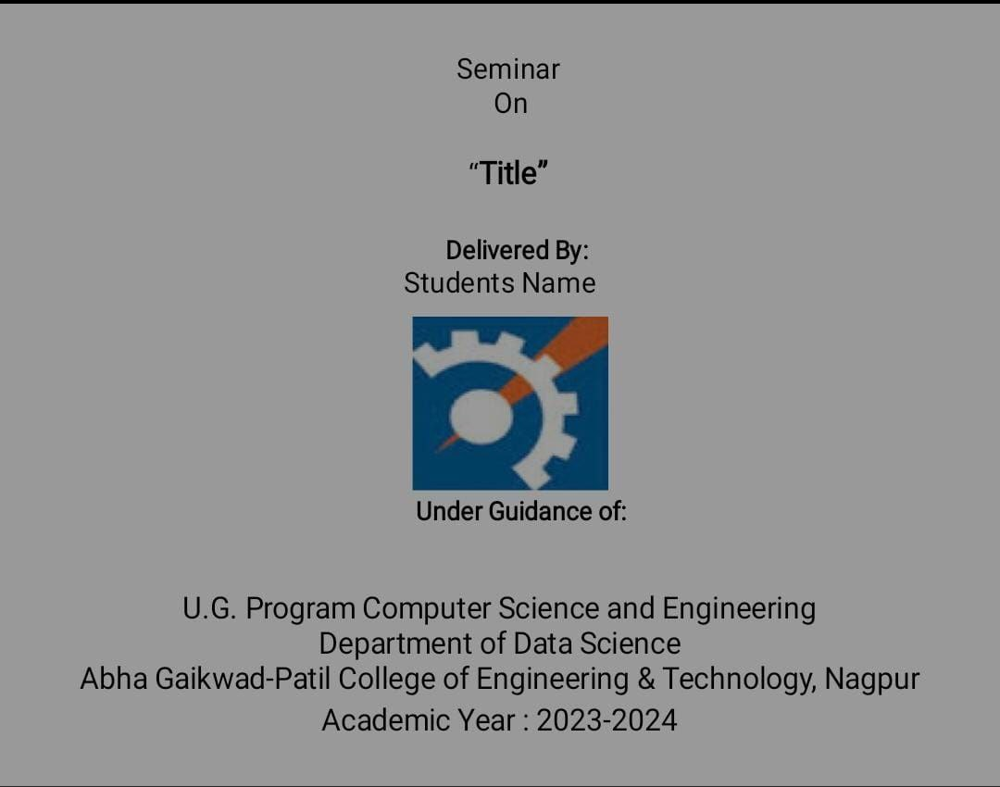 Seminar
On
“Title”
Delivered By:
Students Name
Under Guidance of:
U.G. Program Computer Science and Engineering
Department of Data Science
Abha Gaikwad-Patil College of Engineering & Technology, Nagpur
Academic Year : 2023-2024